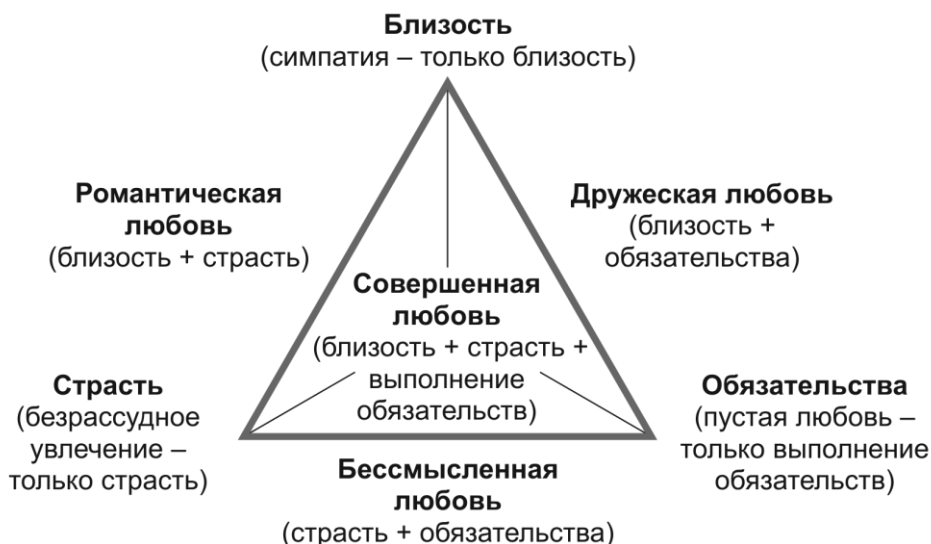 Близость
(симпатия – только близость)
Романтическая
любовь
(близость + страсть)
Дружеская любовь
(близость +
обязательства)
Совершенная
любовь
(близость + страсть +
выполнение
обязательств)
Страсть
(безрассудное
увлечение –
только страсть)
Обязательства
(пустая любовь –
только выполнение
обязательств)
Бессмысленная
любовь
(страсть + обязательства)